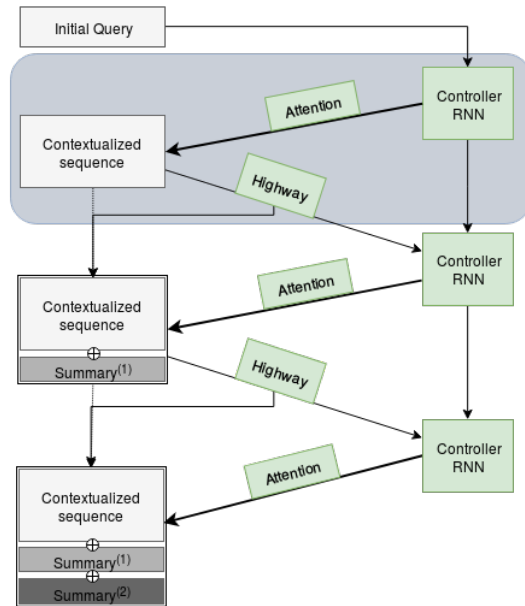 Initial Query
Attention
Controller
RNN
Contextualized
sequence
Highway
Controller
RNN
Attention
Contextualized
sequence
Summary(1)
Highway
Controller
RNN
Attention
Contextualized
sequence
Summary(1)
Summary(2)